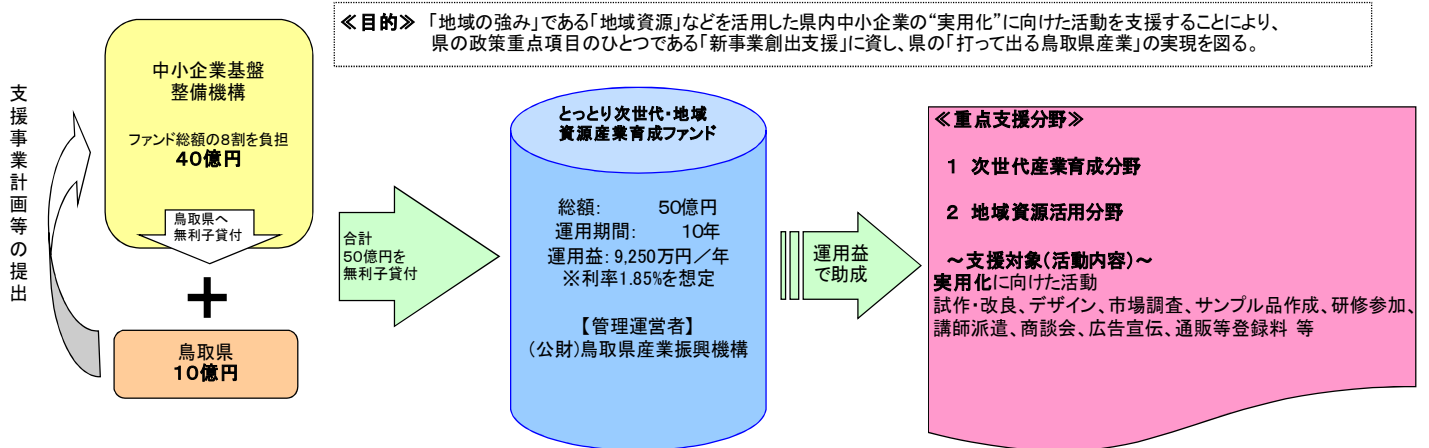 ≪目的≫ 「地域の強み」である「地域資源」などを活用した県内中小企業の“実用化”に向けた活動を支援することにより、
県の政策重点項目のひとつである「新事業創出支援」に資し、県の「打って出る鳥取県産業」の実現を図る。
支援事業計画等の提出
中小企業基盤
整備機構
ファンド総額の8割を負担
40億円
鳥取県へ
無利子貸付
+
鳥取県
10億円
合計
50億円を
無利子貸付
とっとり次世代・地域
資源産業育成ファンド
総額: 50億円
運用期間: 10年
運用益: 9,250万円/年
※利率1.85%を想定
【管理運営者】
(公財)鳥取県産業振興機構
運用益
で助成
≪重点支援分野≫
1 次世代産業育成分野
2 地域資源活用分野
~支援対象(活動内容)~
実用化に向けた活動
試作・改良、デザイン、市場調査、サンプル品作成、研修参加、
講師派遣、商談会、広告宣伝、通販等登録料 等